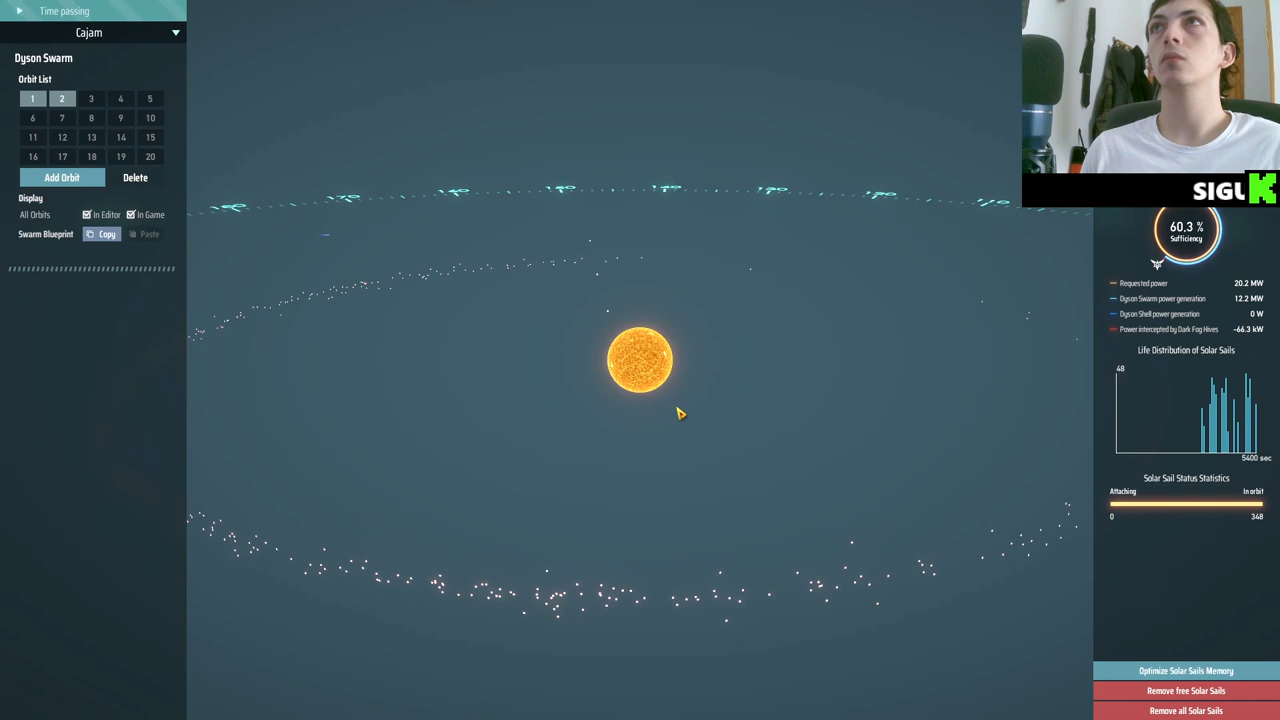 Time passing
Cajam
Dyson Swarm
Orbit List
1 2 3 4 5
6 7 8 9 10
11 12 13 14 15
16 17 18 19 20
Add Orbit Delete
Display
All Orbits In Editor In Game
Swarm Blueprint Copy Paste
170
SIGL K
60,3 %
Sufficiency
Requested power 20.2 MW
Dyson Swarm power generation 12.2 MW
Dyson Shell power generation 0 W
Power intercepted by Dark Fog Hives -66.3 kW
Life Distribution of Solar Sails
48
5400 sec
Solar Sail Status Statistics
Attaching In orbit
0 348
Optimize Solar Sails Memory
Remove free Solar Sails
Remove all Solar Sails